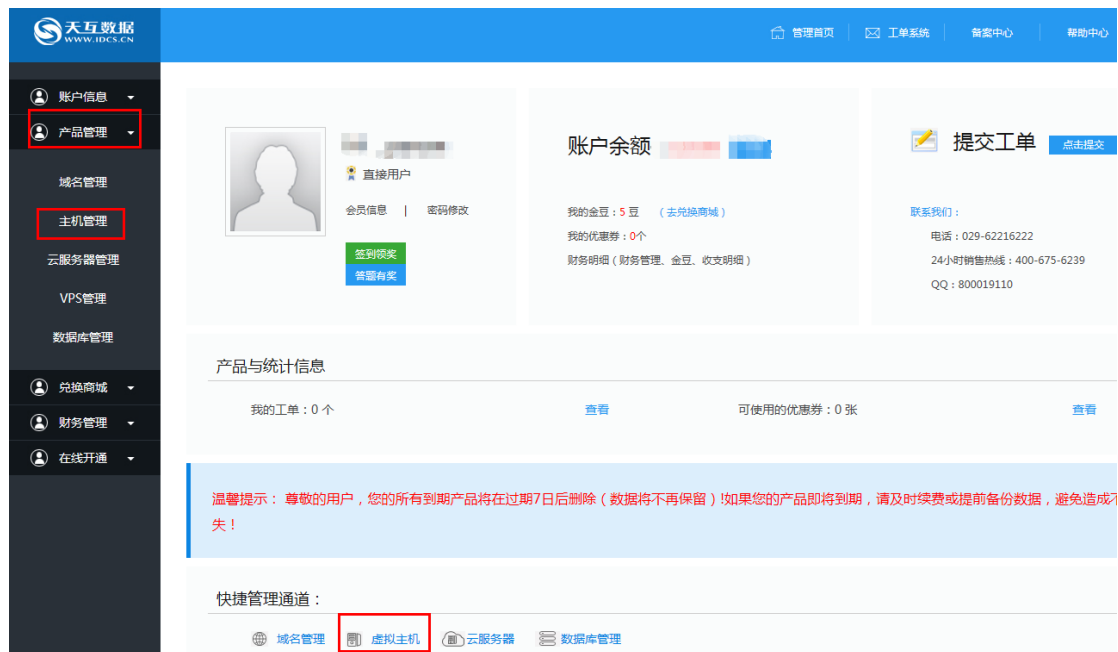 天互数据
WWW.IDCS.CN
管理首页
工单系统
备案中心
帮助中心
账户信息
产品管理
域名管理
主机管理
云服务器管理
VPS管理
数据库管理
兑换商城
财务管理
在线开通
直接用户
会员信息 | 密码修改
签到领奖
答题有奖
账户余额
我的金豆：5 豆 （去兑换商城）
我的优惠券：0个
财务明细（财务管理、金豆、收支明细）
提交工单 点击提交
联系我们：
电话：029-62216222
24小时销售热线：400-675-6239
QQ：800019110
产品与统计信息
我的工单：0 个 查看 可使用的优惠券：0 张 查看
温馨提示： 尊敬的用户，您的所有到期产品将在过期7日后删除（数据将不再保留）!如果您的产品即将到期，请及时续费或提前备份数据，避免造成不
失！
快捷管理通道：
域名管理 虚拟主机 云服务器 数据库管理